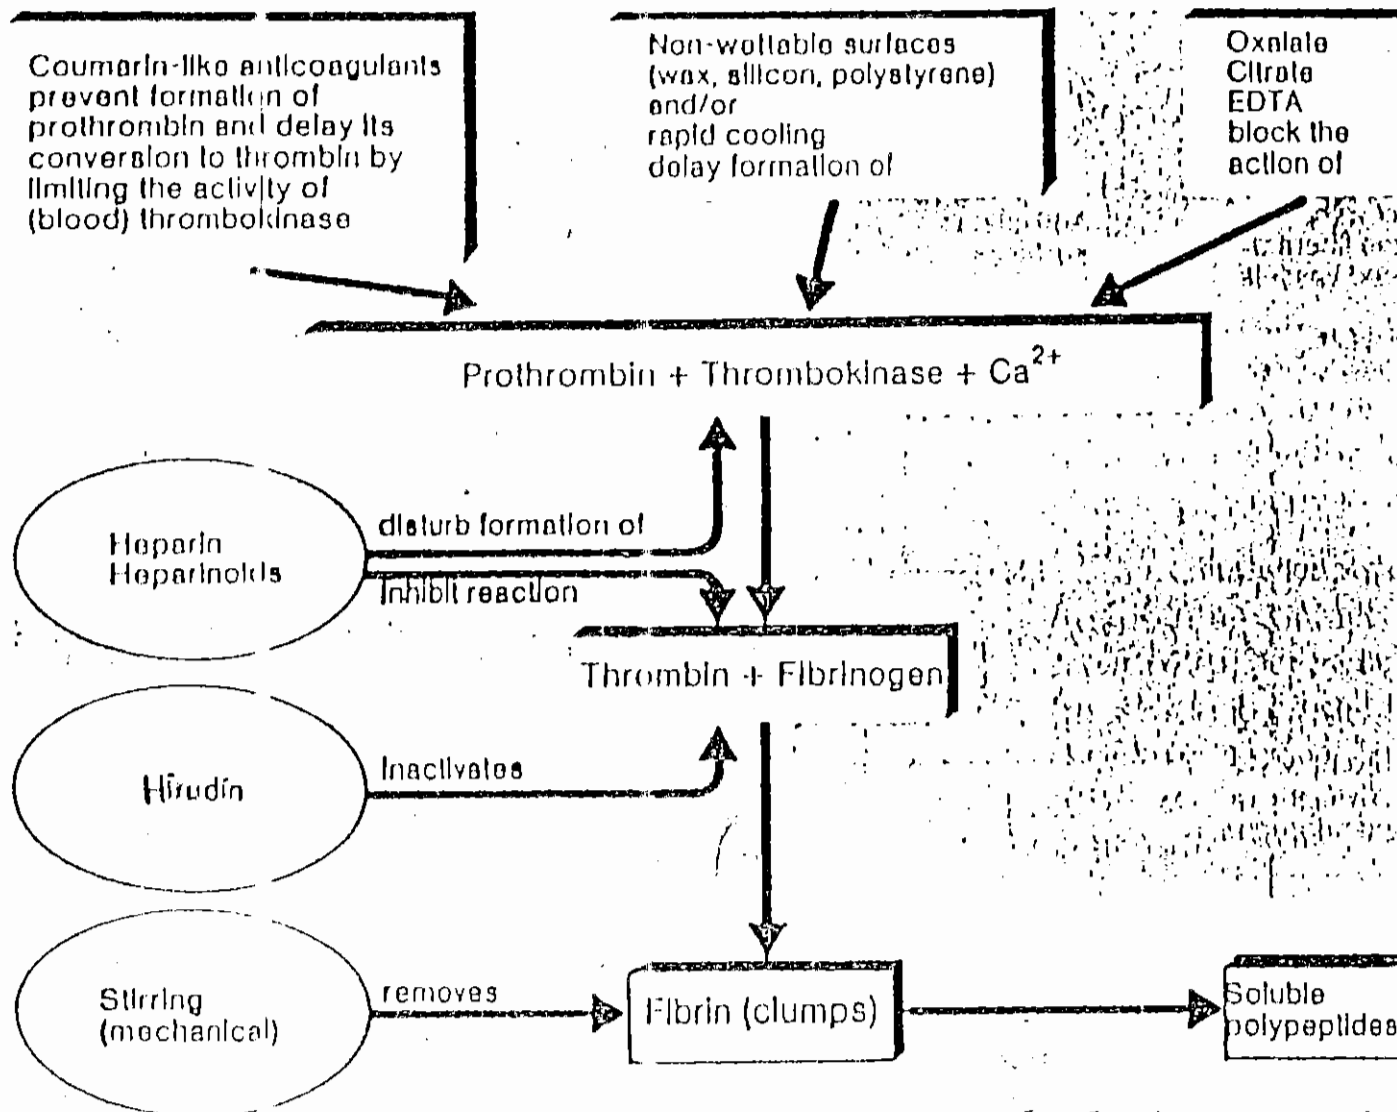 Coumarin-like anticoagulants
prevent formation of
prothrombin and delay its
conversion to thrombin by
limiting the activity of
(blood) thrombokinase
Non-wettable surfaces
(wax, silicon, polystyrene)
and/or
rapid cooling
delay formation of
Oxalate
Citrate
EDTA
block the
action of
Prothrombin + Thrombokinase + Ca²⁺
Heparin
Heparinoids
disturb formation of
Inhibit reaction
Thrombin + Fibrinogen
Hirudin
Inactivates
Stirring
(mechanical)
removes
Fibrin (clumps)
Soluble
polypeptides